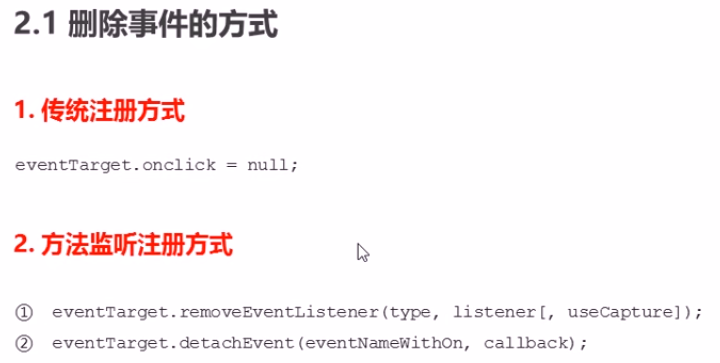 2.1 删除事件的方式
1. 传统注册方式
eventTarget.onclick = null;
2. 方法监听注册方式
① eventTarget.removeEventListener(type, listener[, useCapture]);
② eventTarget.detachEvent(eventNameWithOn, callback);